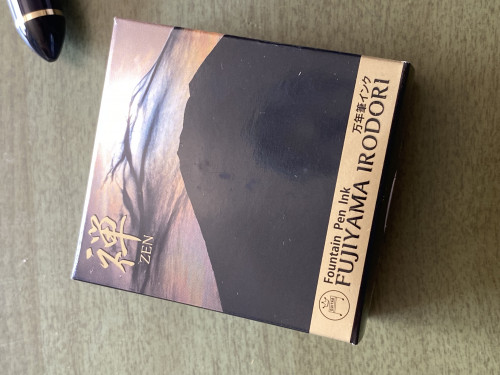 禅
ZEN
万年筆インク
Fountain Pen Ink
FUJIYAMA IRODORI